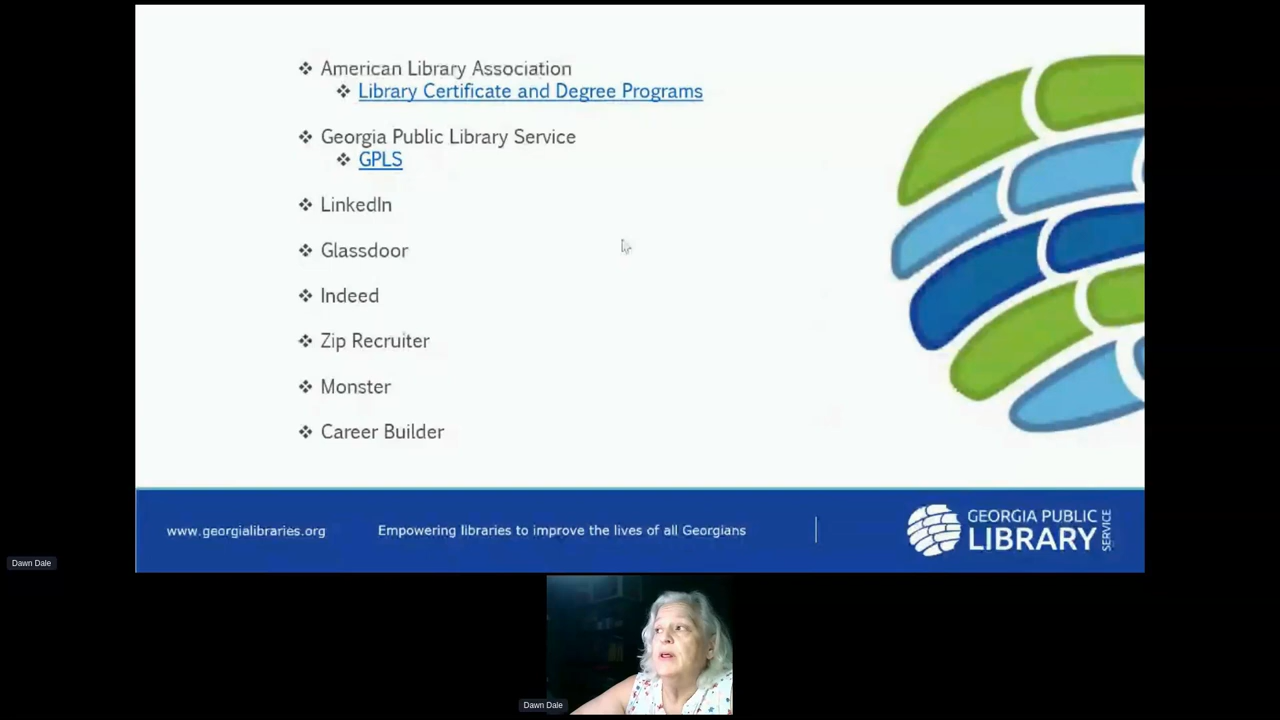 ❖ American Library Association
❖ Library Certificate and Degree Programs
❖ Georgia Public Library Service
❖ GPLS
❖ LinkedIn
❖ Glassdoor
❖ Indeed
❖ Zip Recruiter
❖ Monster
❖ Career Builder
www.georgialibraries.org
Empowering libraries to improve the lives of all Georgians
GEORGIA PUBLIC
LIBRARY
SERVICE
Dawn Dale
Dawn Dale